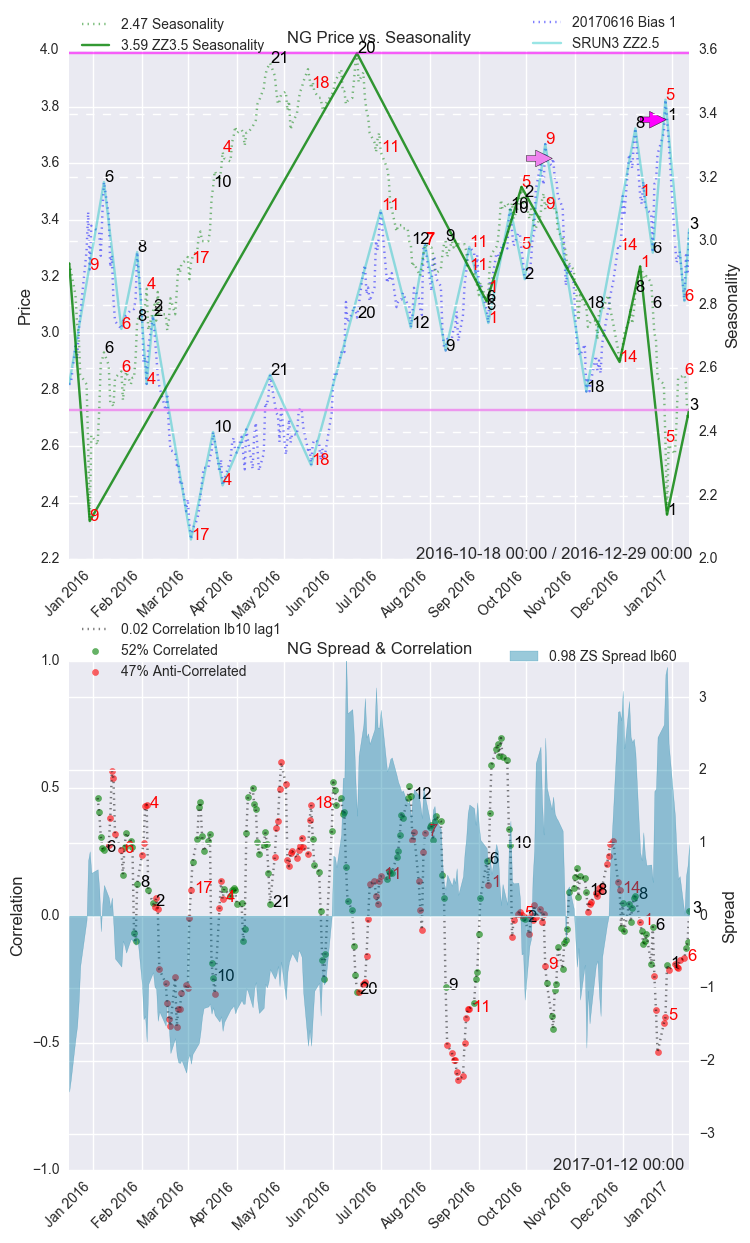 2.47 Seasonality
3.59 ZZ3.5 Seasonality
NG Price vs. Seasonality
20170616 Bias 1
SRUN3 ZZ2.5
4.0
3.8
3.6
3.4
3.2
3.0
2.8
2.6
2.4
2.2
Price
3.6
3.4
3.2
3.0
2.8
2.6
2.4
2.2
2.0
Seasonality
2016-10-18 00:00 / 2016-12-29 00:00
Jan 2016
Feb 2016
Mar 2016
Apr 2016
May 2016
Jun 2016
Jul 2016
Aug 2016
Sep 2016
Oct 2016
Nov 2016
Dec 2016
Jan 2017
0.02 Correlation lb10 lag1
52% Correlated
47% Anti-Correlated
NG Spread & Correlation
0.98 ZS Spread lb60
1.0
0.5
0.0
−0.5
−1.0
Correlation
3
2
1
0
−1
−2
−3
Spread
2017-01-12 00:00
Jan 2016
Feb 2016
Mar 2016
Apr 2016
May 2016
Jun 2016
Jul 2016
Aug 2016
Sep 2016
Oct 2016
Nov 2016
Dec 2016
Jan 2017